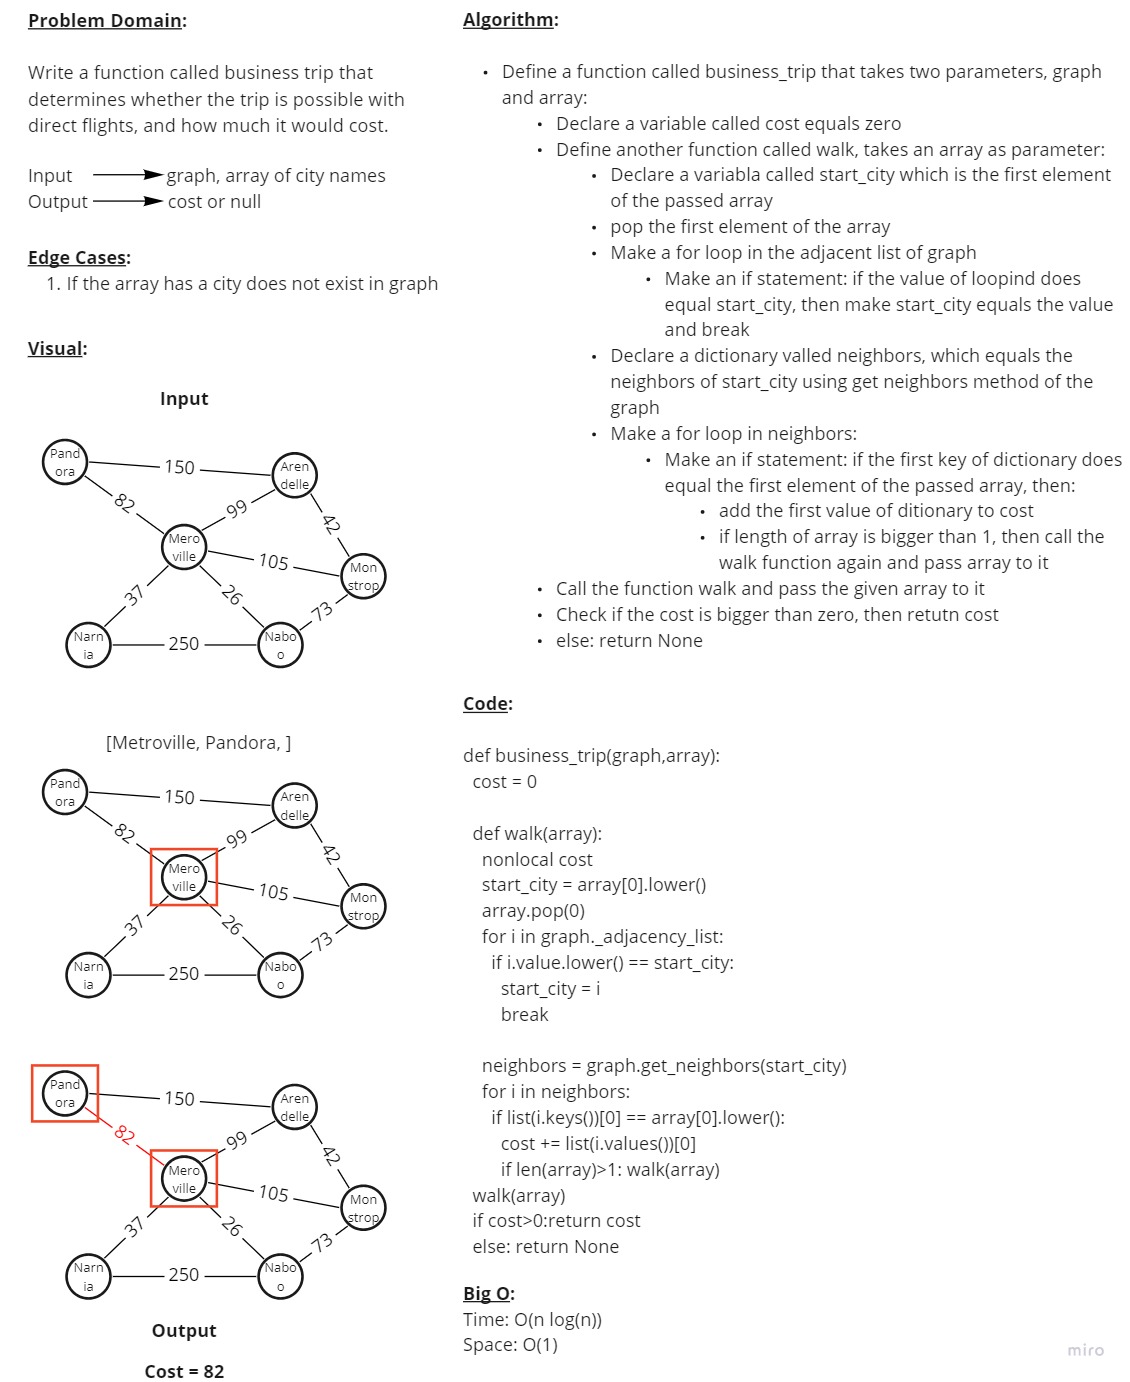 Problem Domain:
Write a function called business trip that
determines whether the trip is possible with
direct flights, and how much it would cost.
Input graph, array of city names
Output cost or null
Edge Cases:
1. If the array has a city does not exist in graph
Visual:
Input
Pand
ora
150
Aren
delle
82
99
42
Mero
ville
105
Mon
strop
37
26
73
Narn
ia
250
Nabo
o
[Metroville, Pandora, ]
Pand
ora
150
Aren
delle
82
99
42
Mero
ville
105
Mon
strop
37
26
73
Narn
ia
250
Nabo
o
Pand
ora
150
Aren
delle
82
99
42
Mero
ville
105
Mon
strop
37
26
73
Narn
ia
250
Nabo
o
Output
Cost = 82
Algorithm:
• Define a function called business_trip that takes two parameters, graph
and array:
• Declare a variable called cost equals zero
• Define another function called walk, takes an array as parameter:
• Declare a variabla called start_city which is the first element
of the passed array
• pop the first element of the array
• Make a for loop in the adjacent list of graph
• Make an if statement: if the value of loopind does
equal start_city, then make start_city equals the value
and break
• Declare a dictionary valled neighbors, which equals the
neighbors of start_city using get neighbors method of the
graph
• Make a for loop in neighbors:
• Make an if statement: if the first key of dictionary does
equal the first element of the passed array, then:
• add the first value of ditionary to cost
• if length of array is bigger than 1, then call the
walk function again and pass array to it
• Call the function walk and pass the given array to it
• Check if the cost is bigger than zero, then retutn cost
• else: return None
Code:
def business_trip(graph,array):
cost = 0
def walk(array):
nonlocal cost
start_city = array[0].lower()
array.pop(0)
for i in graph._adjacency_list:
if i.value.lower() == start_city:
start_city = i
break
neighbors = graph.get_neighbors(start_city)
for i in neighbors:
if list(i.keys())[0] == array[0].lower():
cost += list(i.values())[0]
if len(array)>1: walk(array)
walk(array)
if cost>0:return cost
else: return None
Big O:
Time: O(n log(n))
Space: O(1)
miro